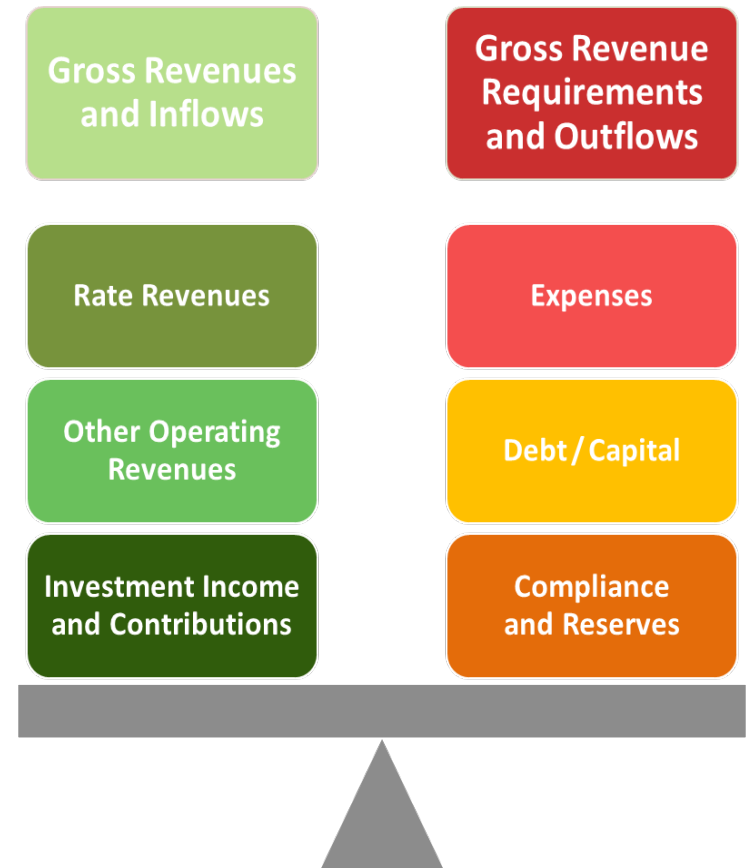 Gross Revenues
and Inflows
Gross Revenue
Requirements
and Outflows
Rate Revenues
Expenses
Other Operating
Revenues
Debt / Capital
Investment Income
and Contributions
Compliance
and Reserves